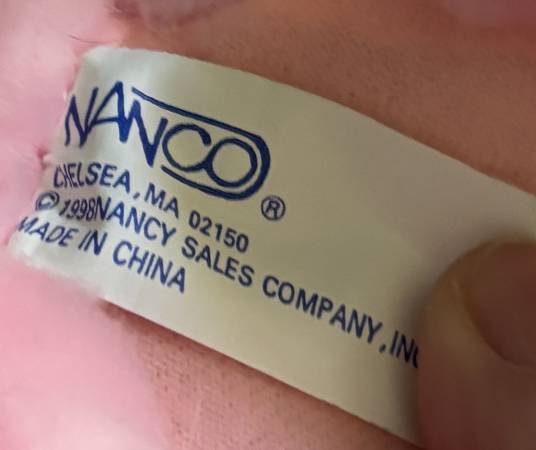 NANCO®
CHELSEA, MA 02150
© 1998 NANCY SALES COMPANY, INC
MADE IN CHINA